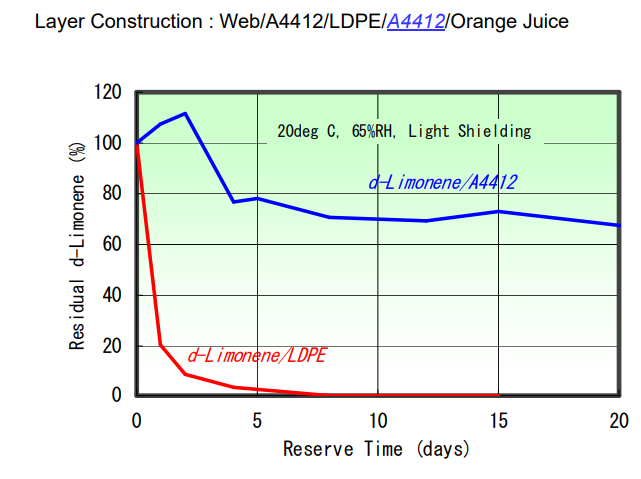 Layer Construction : Web/A4412/LDPE/A4412/Orange Juice
120
100
80
60
40
20
0
Residual d-Limonene (%)
20deg C, 65%RH, Light Shielding
d-Limonene/A4412
d-Limonene/LDPE
0 5 10 15 20
Reserve Time (days)